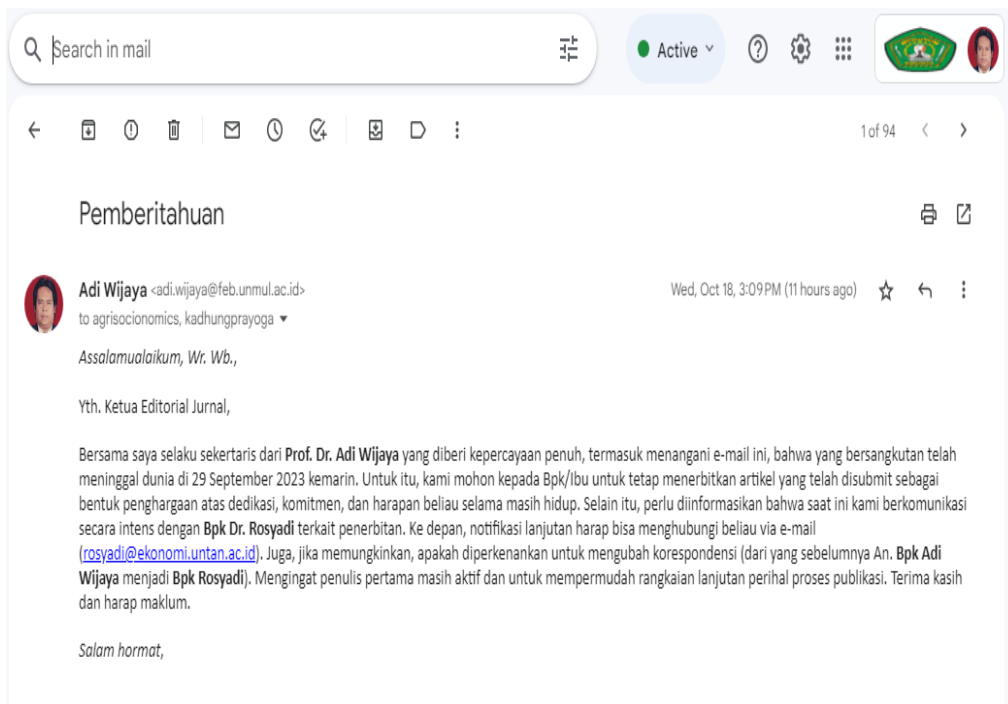 Search in mail
Active
1 of 94
Pemberitahuan
Adi Wijaya <adi.wijaya@feb.unmul.ac.id>
Wed, Oct 18, 3:09 PM (11 hours ago)
to agrisocionomics, kadhungprayoga
Assalamualaikum, Wr. Wb.,
Yth. Ketua Editorial Jurnal,
Bersama saya selaku sekertaris dari Prof. Dr. Adi Wijaya yang diberi kepercayaan penuh, termasuk menangani e-mail ini, bahwa yang bersangkutan telah
meninggal dunia di 29 September 2023 kemarin. Untuk itu, kami mohon kepada Bpk/Ibu untuk tetap menerbitkan artikel yang telah disubmit sebagai
bentuk penghargaan atas dedikasi, komitmen, dan harapan beliau selama masih hidup. Selain itu, perlu diinformasikan bahwa saat ini kami berkomunikasi
secara intens dengan Bpk Dr. Rosyadi terkait penerbitan. Ke depan, notifikasi lanjutan harap bisa menghubungi beliau via e-mail
(rosyadi@ekonomi.untan.ac.id). Juga, jika memungkinkan, apakah diperkenankan untuk mengubah korespondensi (dari yang sebelumnya An. Bpk Adi
Wijaya menjadi Bpk Rosyadi). Mengingat penulis pertama masih aktif dan untuk mempermudah rangkaian lanjutan perihal proses publikasi. Terima kasih
dan harap maklum.
Salam hormat,